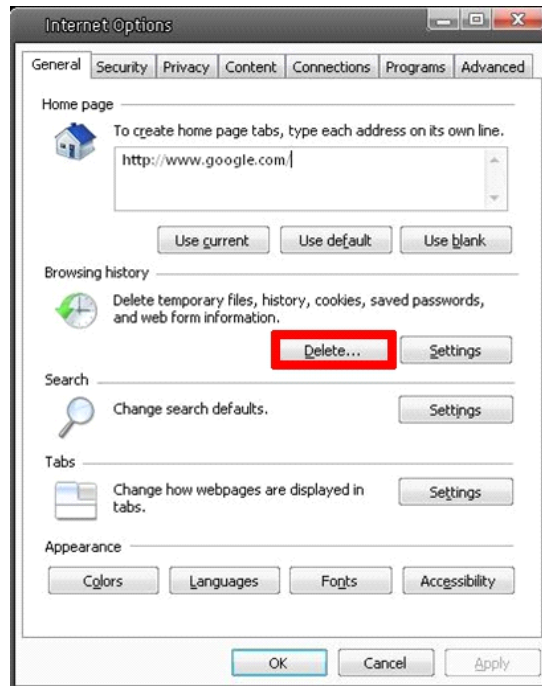 Internet Options
General Security Privacy Content Connections Programs Advanced
Home page
To create home page tabs, type each address on its own line.
http://www.google.com/
Use current Use default Use blank
Browsing history
Delete temporary files, history, cookies, saved passwords,
and web form information.
Delete... Settings
Search
Change search defaults. Settings
Tabs
Change how webpages are displayed in
tabs.
Settings
Appearance
Colors Languages Fonts Accessibility
OK Cancel Apply